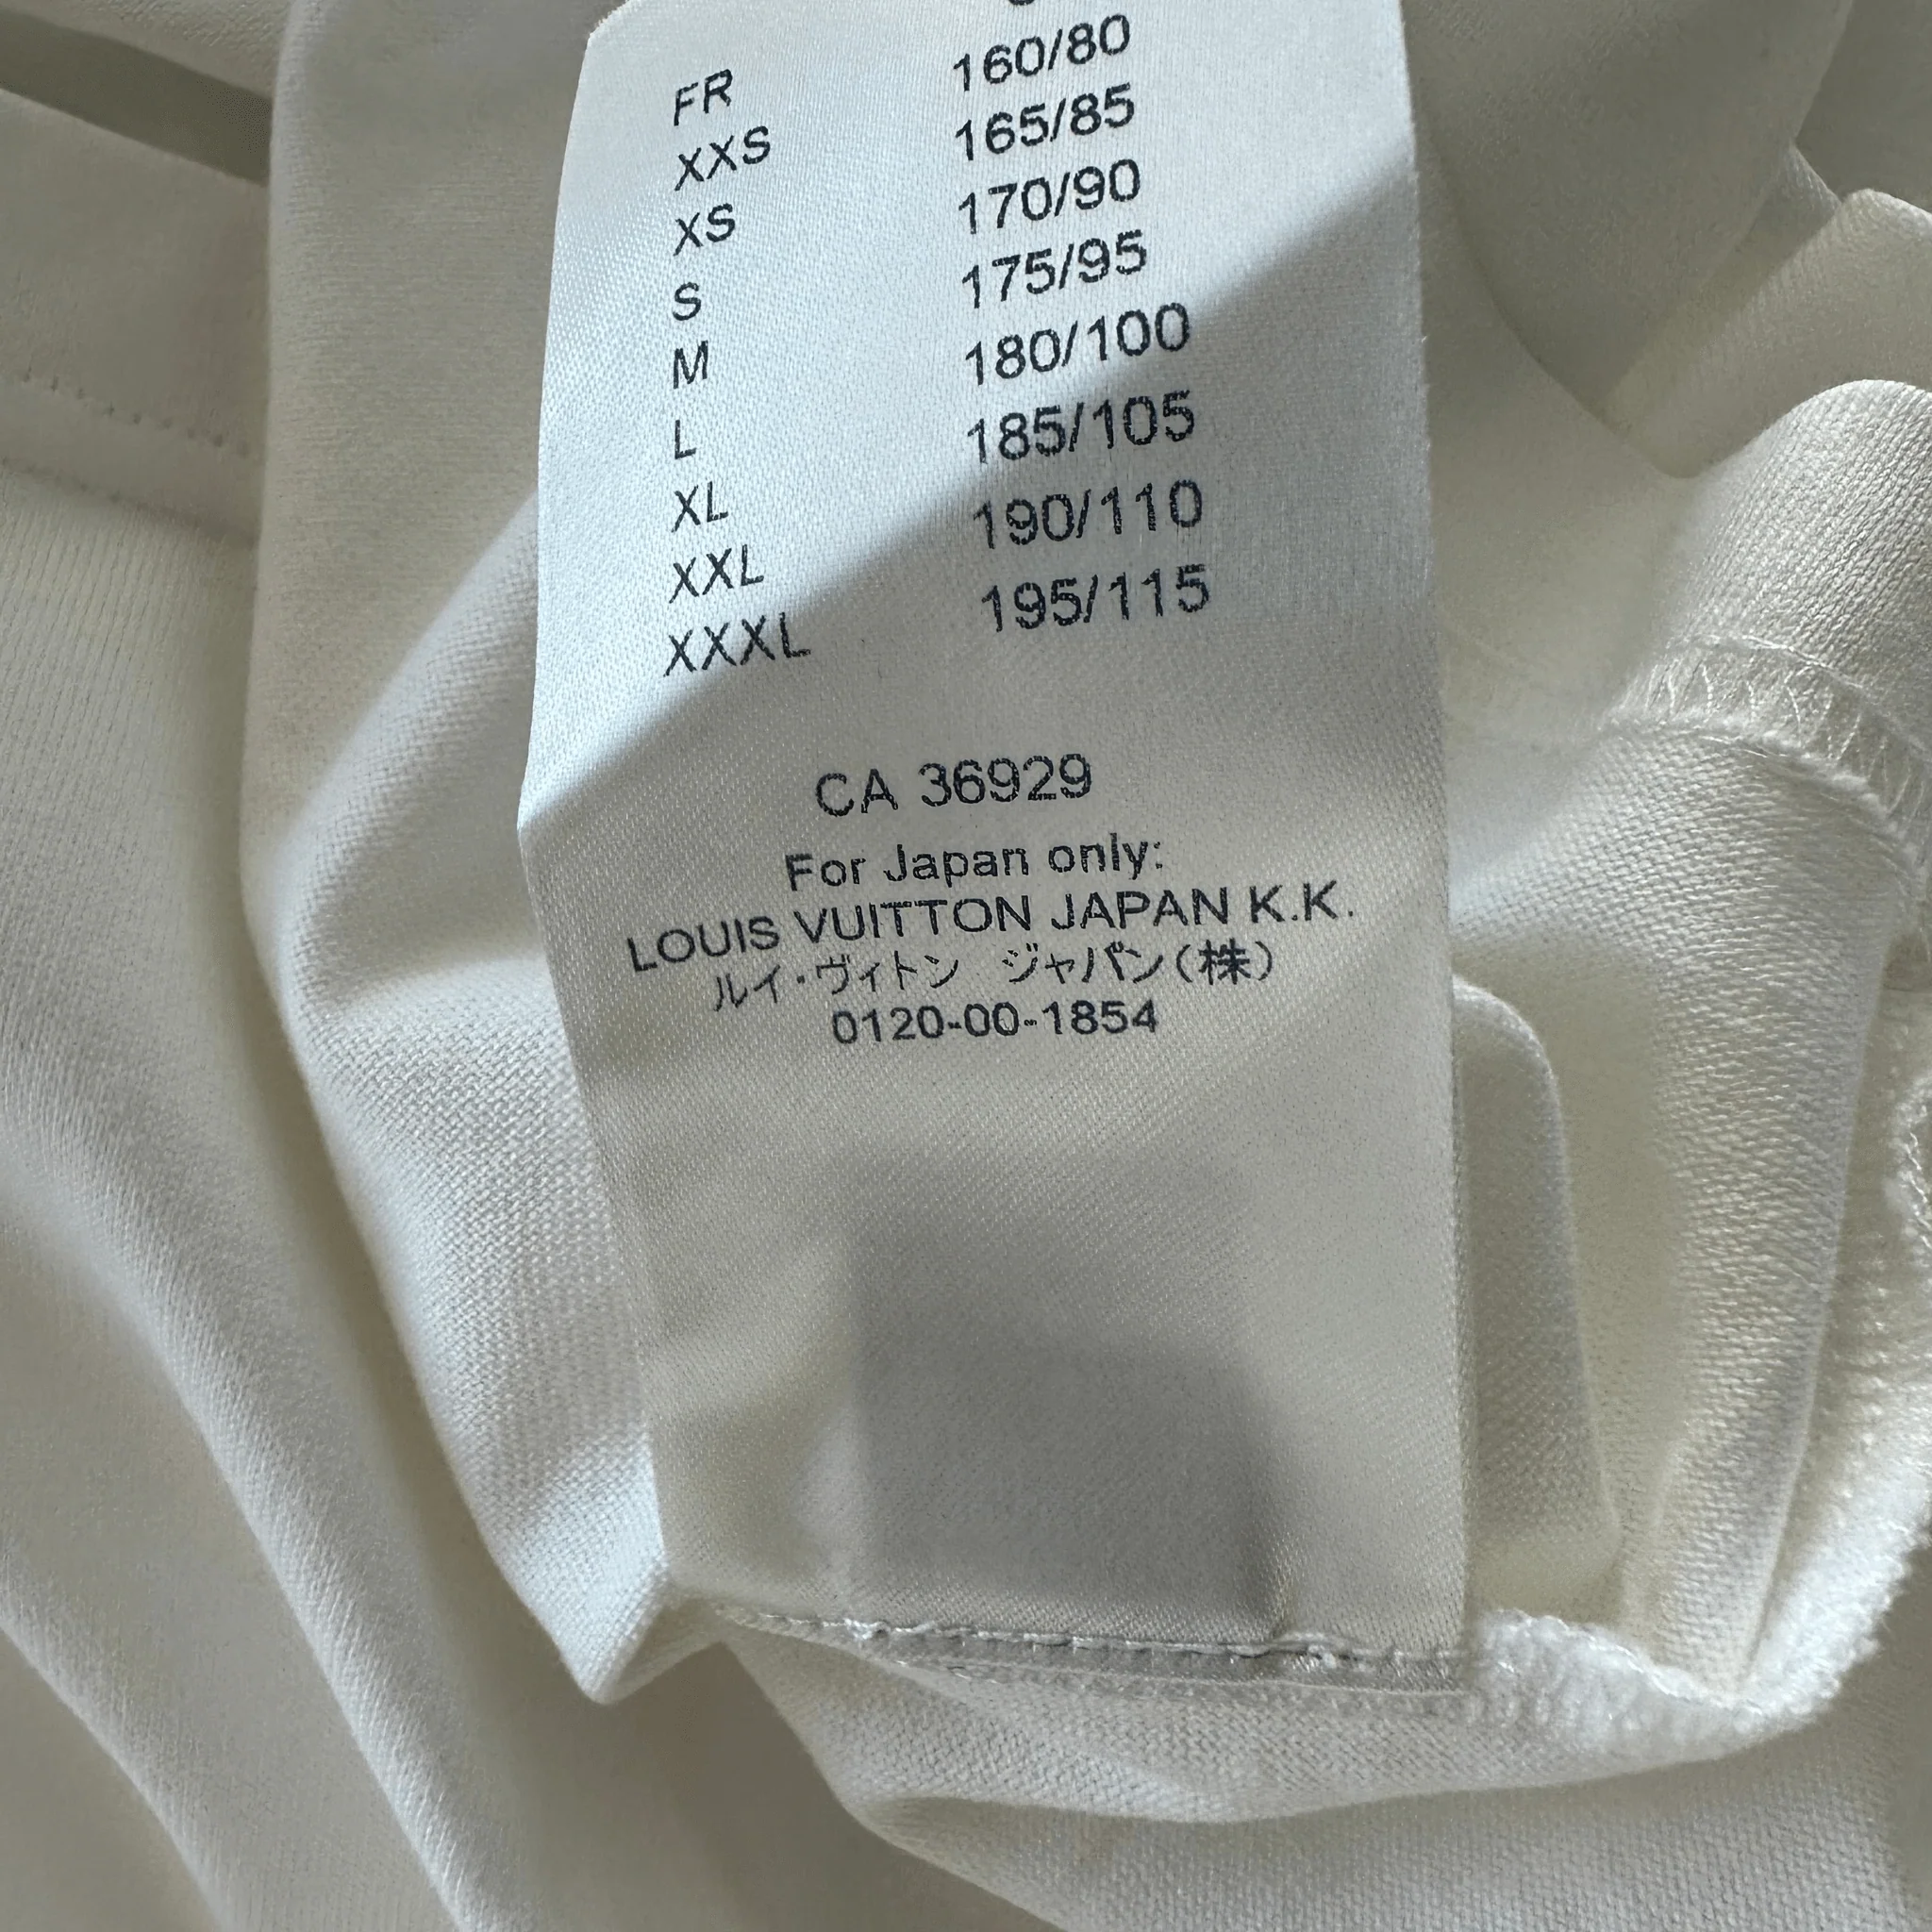 FR
XXS 160/80
XS 165/85
S 170/90
M 175/95
L 180/100
XL 185/105
XXL 190/110
XXXL 195/115
CA 36929
For Japan only:
LOUIS VUITTON JAPAN K.K.
ルイ・ヴィトン ジャパン(株)
0120-00-1854